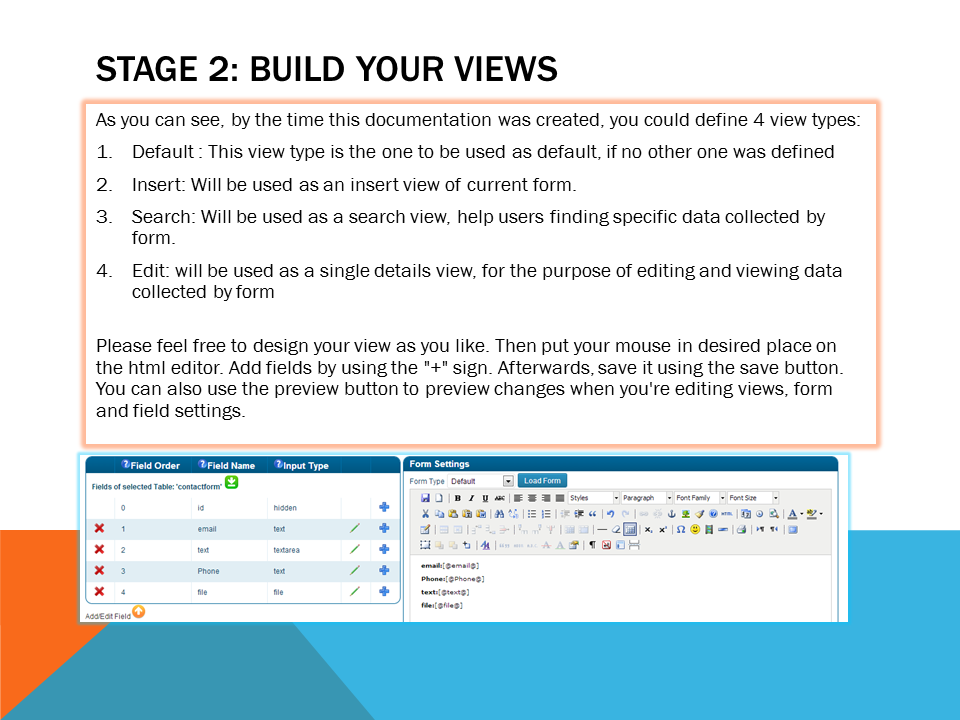 STAGE 2: BUILD YOUR VIEWS
As you can see, by the time this documentation was created, you could define 4 view types:
1. Default : This view type is the one to be used as default, if no other one was defined
2. Insert: Will be used as an insert view of current form.
3. Search: Will be used as a search view, help users finding specific data collected by
form.
4. Edit: will be used as a single details view, for the purpose of editing and viewing data
collected by form
Please feel free to design your view as you like. Then put your mouse in desired place on
the html editor. Add fields by using the "+" sign. Afterwards, save it using the save button.
You can also use the preview button to preview changes when you're editing views, form
and field settings.
Field Order Field Name Input Type
Fields of selected Table: 'contactform'
0 id hidden
1 email text
2 text textarea
3 Phone text
4 file file
Add/Edit Field
Form Settings
Form Type Default Load Form
B I U ABC Styles Paragraph Font Family Font Size
HTML
email:[@email@]
Phone:[@Phone@]
text:[@text@]
file:[@file@]